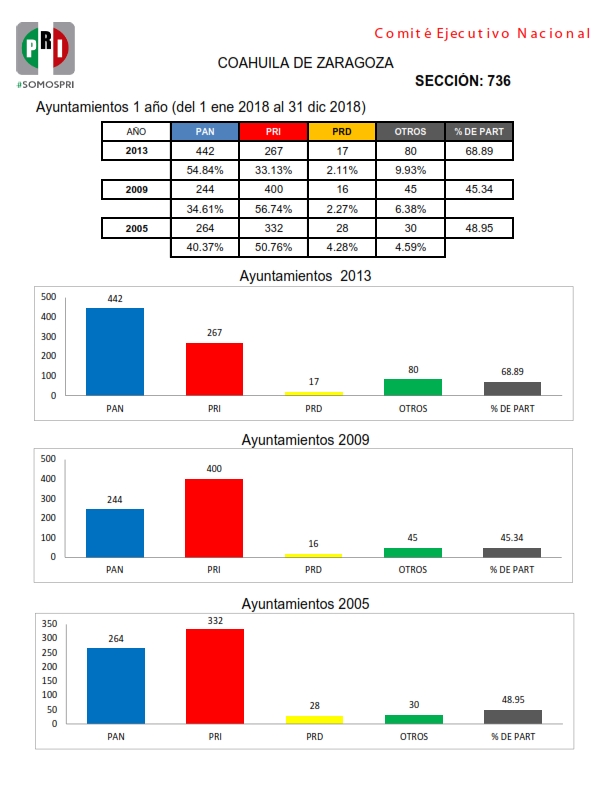 PRI
Comité Ejecutivo Nacional
#SOMOSPRI
COAHUILA DE ZARAGOZA
SECCIÓN: 736
Ayuntamientos 1 año (del 1 ene 2018 al 31 dic 2018)
AÑO PAN PRI PRD OTROS % DE PART
2013 442 267 17 80 68.89
54.84% 33.13% 2.11% 9.93%
2009 244 400 16 45 45.34
34.61% 56.74% 2.27% 6.38%
2005 264 332 28 30 48.95
40.37% 50.76% 4.28% 4.59%
Ayuntamientos 2013
500
400
300
200
100
0
442 267 17 80 68.89
PAN PRI PRD OTROS % DE PART
Ayuntamientos 2009
500
400
300
200
100
0
244 400 16 45 45.34
PAN PRI PRD OTROS % DE PART
Ayuntamientos 2005
350
300
250
200
150
100
50
0
264 332 28 30 48.95
PAN PRI PRD OTROS % DE PART